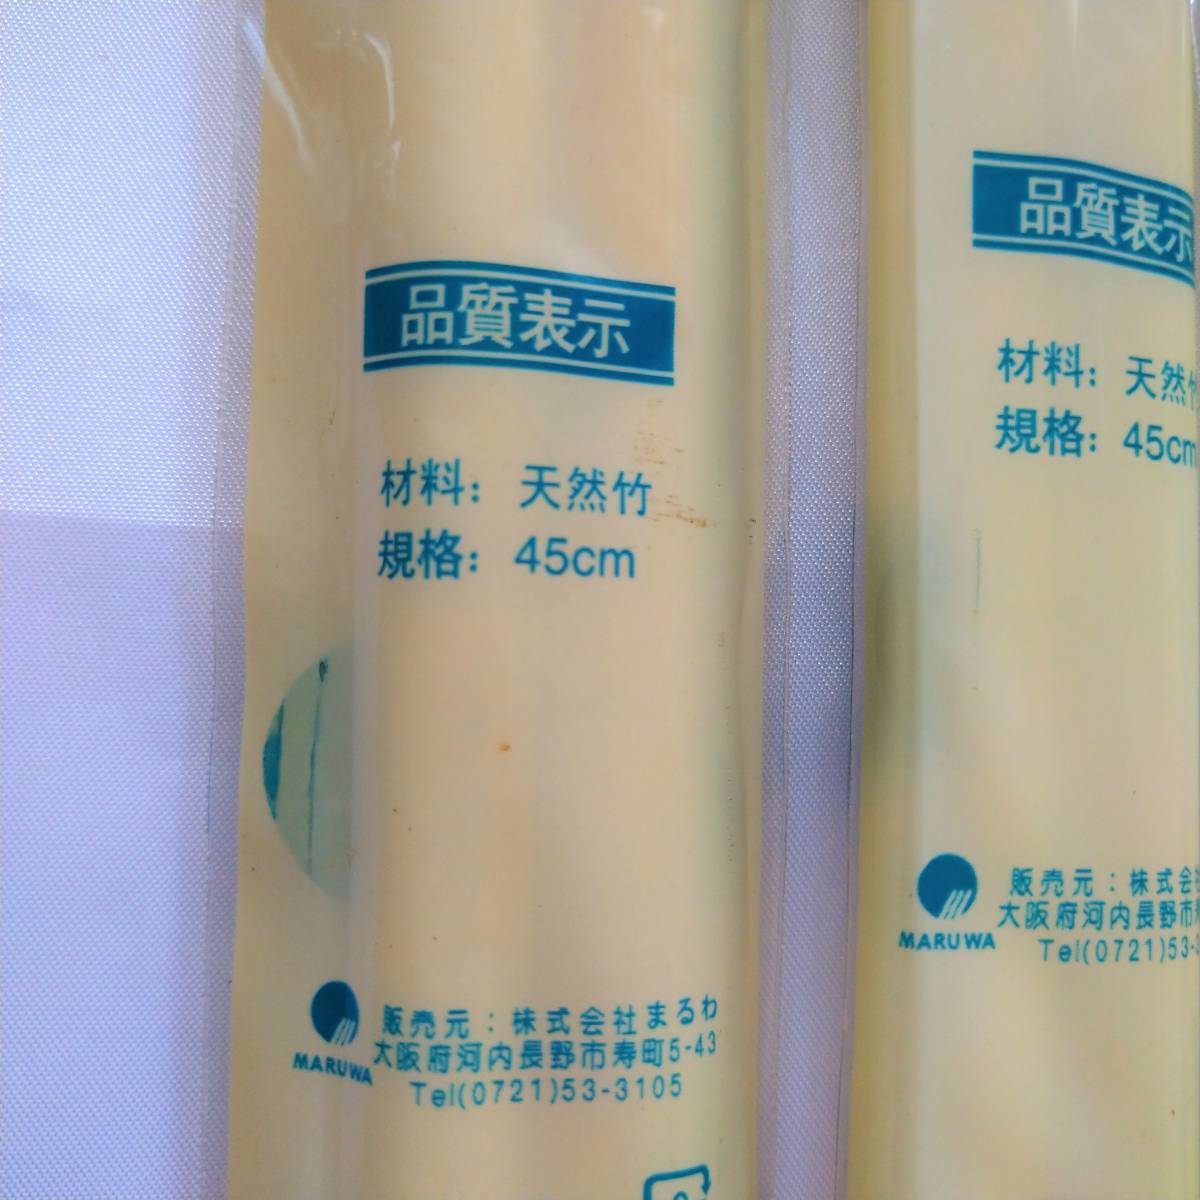 品質表示
材料: 天然竹
規格: 45cm
MARUWA
販売元:株式会社まるわ
大阪府河内長野市寿町5-43
Tel(0721)53-3105
品質表示
材料: 天然竹
規格: 45cm
MARUWA
販売元:株式会
大阪府河内長野市
Tel(0721)53-